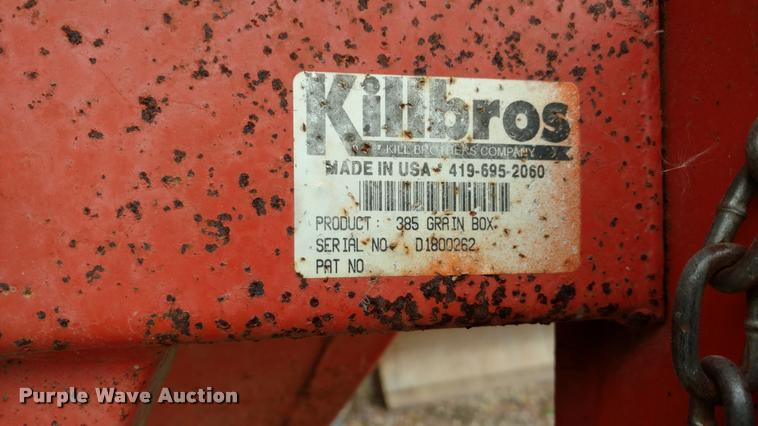 Killbros
KILL BROTHERS COMPANY
MADE IN USA 419-695-2060
PRODUCT: 385 GRAIN BOX
SERIAL NO D1800262
PAT NO
Purple Wave Auction®